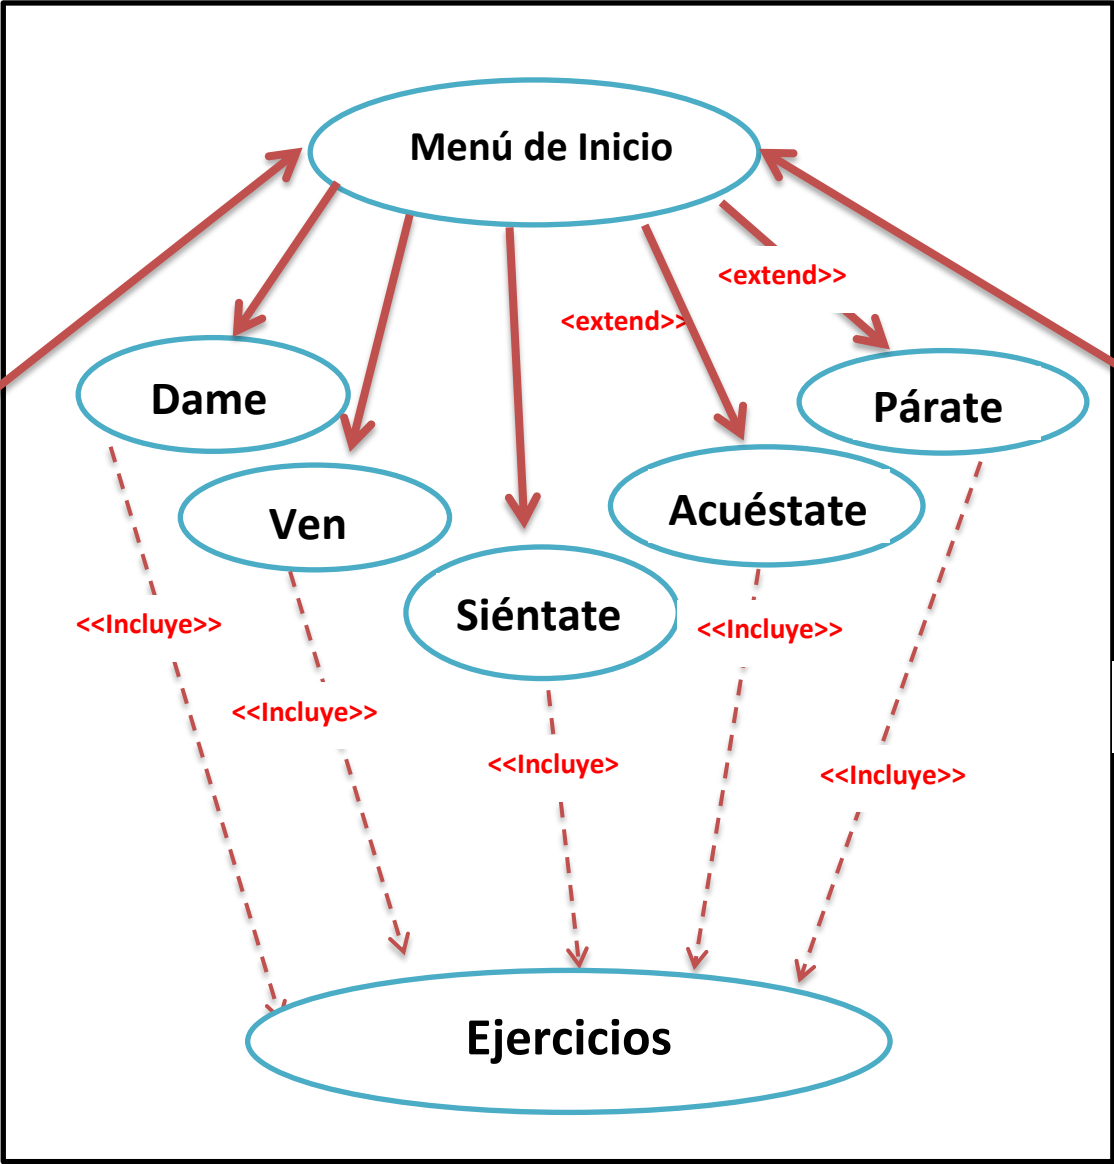 Menú de Inicio
<extend>>
<extend>>
Dame
Párate
Ven
Acuéstate
Siéntate
<<Incluye>>
<<Incluye>>
<<Incluye>>
<<Incluye>
<<Incluye>>
Ejercicios